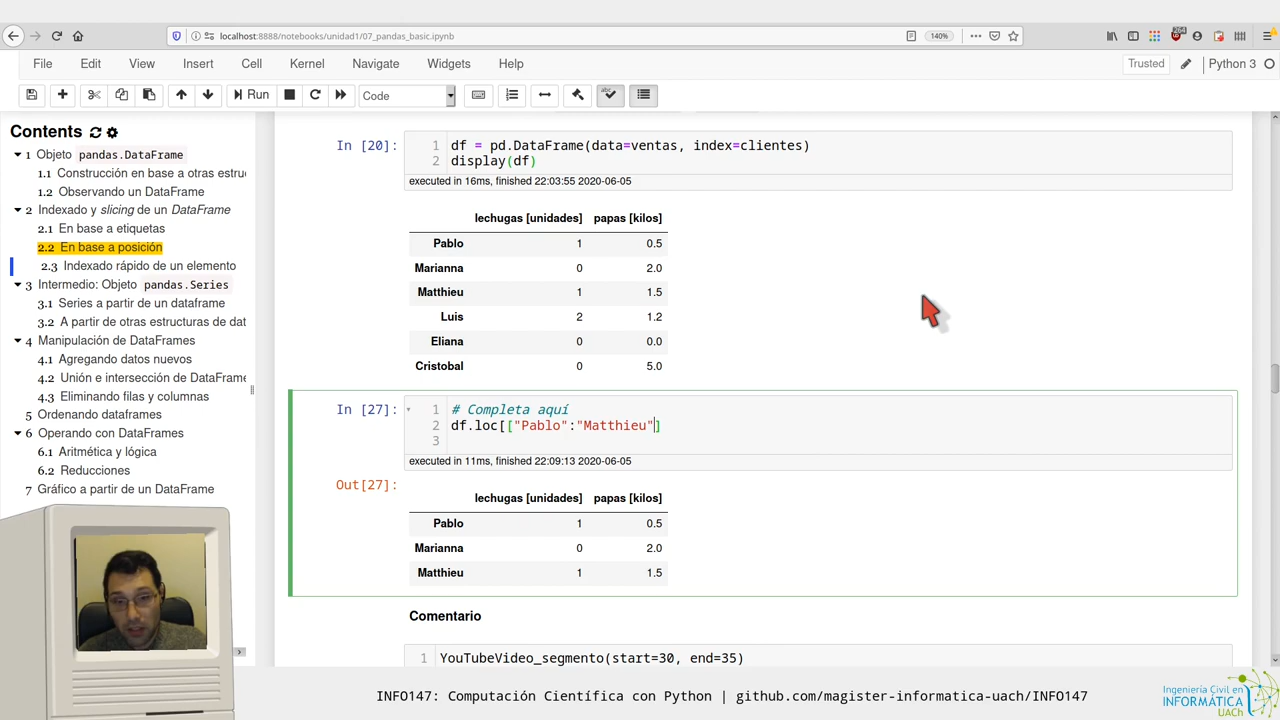 localhost:8888/notebooks/unidad1/07_pandas_basic.ipynb
140%
File Edit View Insert Cell Kernel Navigate Widgets Help
Trusted
Python 3
Run
Code
Contents
1 Objeto pandas.DataFrame
1.1 Construcción en base a otras estru
1.2 Observando un DataFrame
2 Indexado y slicing de un DataFrame
2.1 En base a etiquetas
2.2 En base a posición
2.3 Indexado rápido de un elemento
3 Intermedio: Objeto pandas.Series
3.1 Series a partir de un dataframe
3.2 A partir de otras estructuras de dat
4 Manipulación de DataFrames
4.1 Agregando datos nuevos
4.2 Unión e intersección de DataFrame
4.3 Eliminando filas y columnas
5 Ordenando dataframes
6 Operando con DataFrames
6.1 Aritmética y lógica
6.2 Reducciones
7 Gráfico a partir de un DataFrame
In [20]:
1 df = pd.DataFrame(data=ventas, index=clientes)
2 display(df)
executed in 16ms, finished 22:03:55 2020-06-05
lechugas [unidades] papas [kilos]
Pablo 1 0.5
Marianna 0 2.0
Matthieu 1 1.5
Luis 2 1.2
Eliana 0 0.0
Cristobal 0 5.0
In [27]:
1 # Completa aquí
2 df.loc[["Pablo":"Matthieu"]
3
executed in 11ms, finished 22:09:13 2020-06-05
Out[27]:
lechugas [unidades] papas [kilos]
Pablo 1 0.5
Marianna 0 2.0
Matthieu 1 1.5
Comentario
1 YouTubeVideo_segmento(start=30, end=35)
INFO147: Computación Científica con Python | github.com/magister-informatica-uach/INFO147
Ingeniería Civil en
INFORMÁTICA
UACh